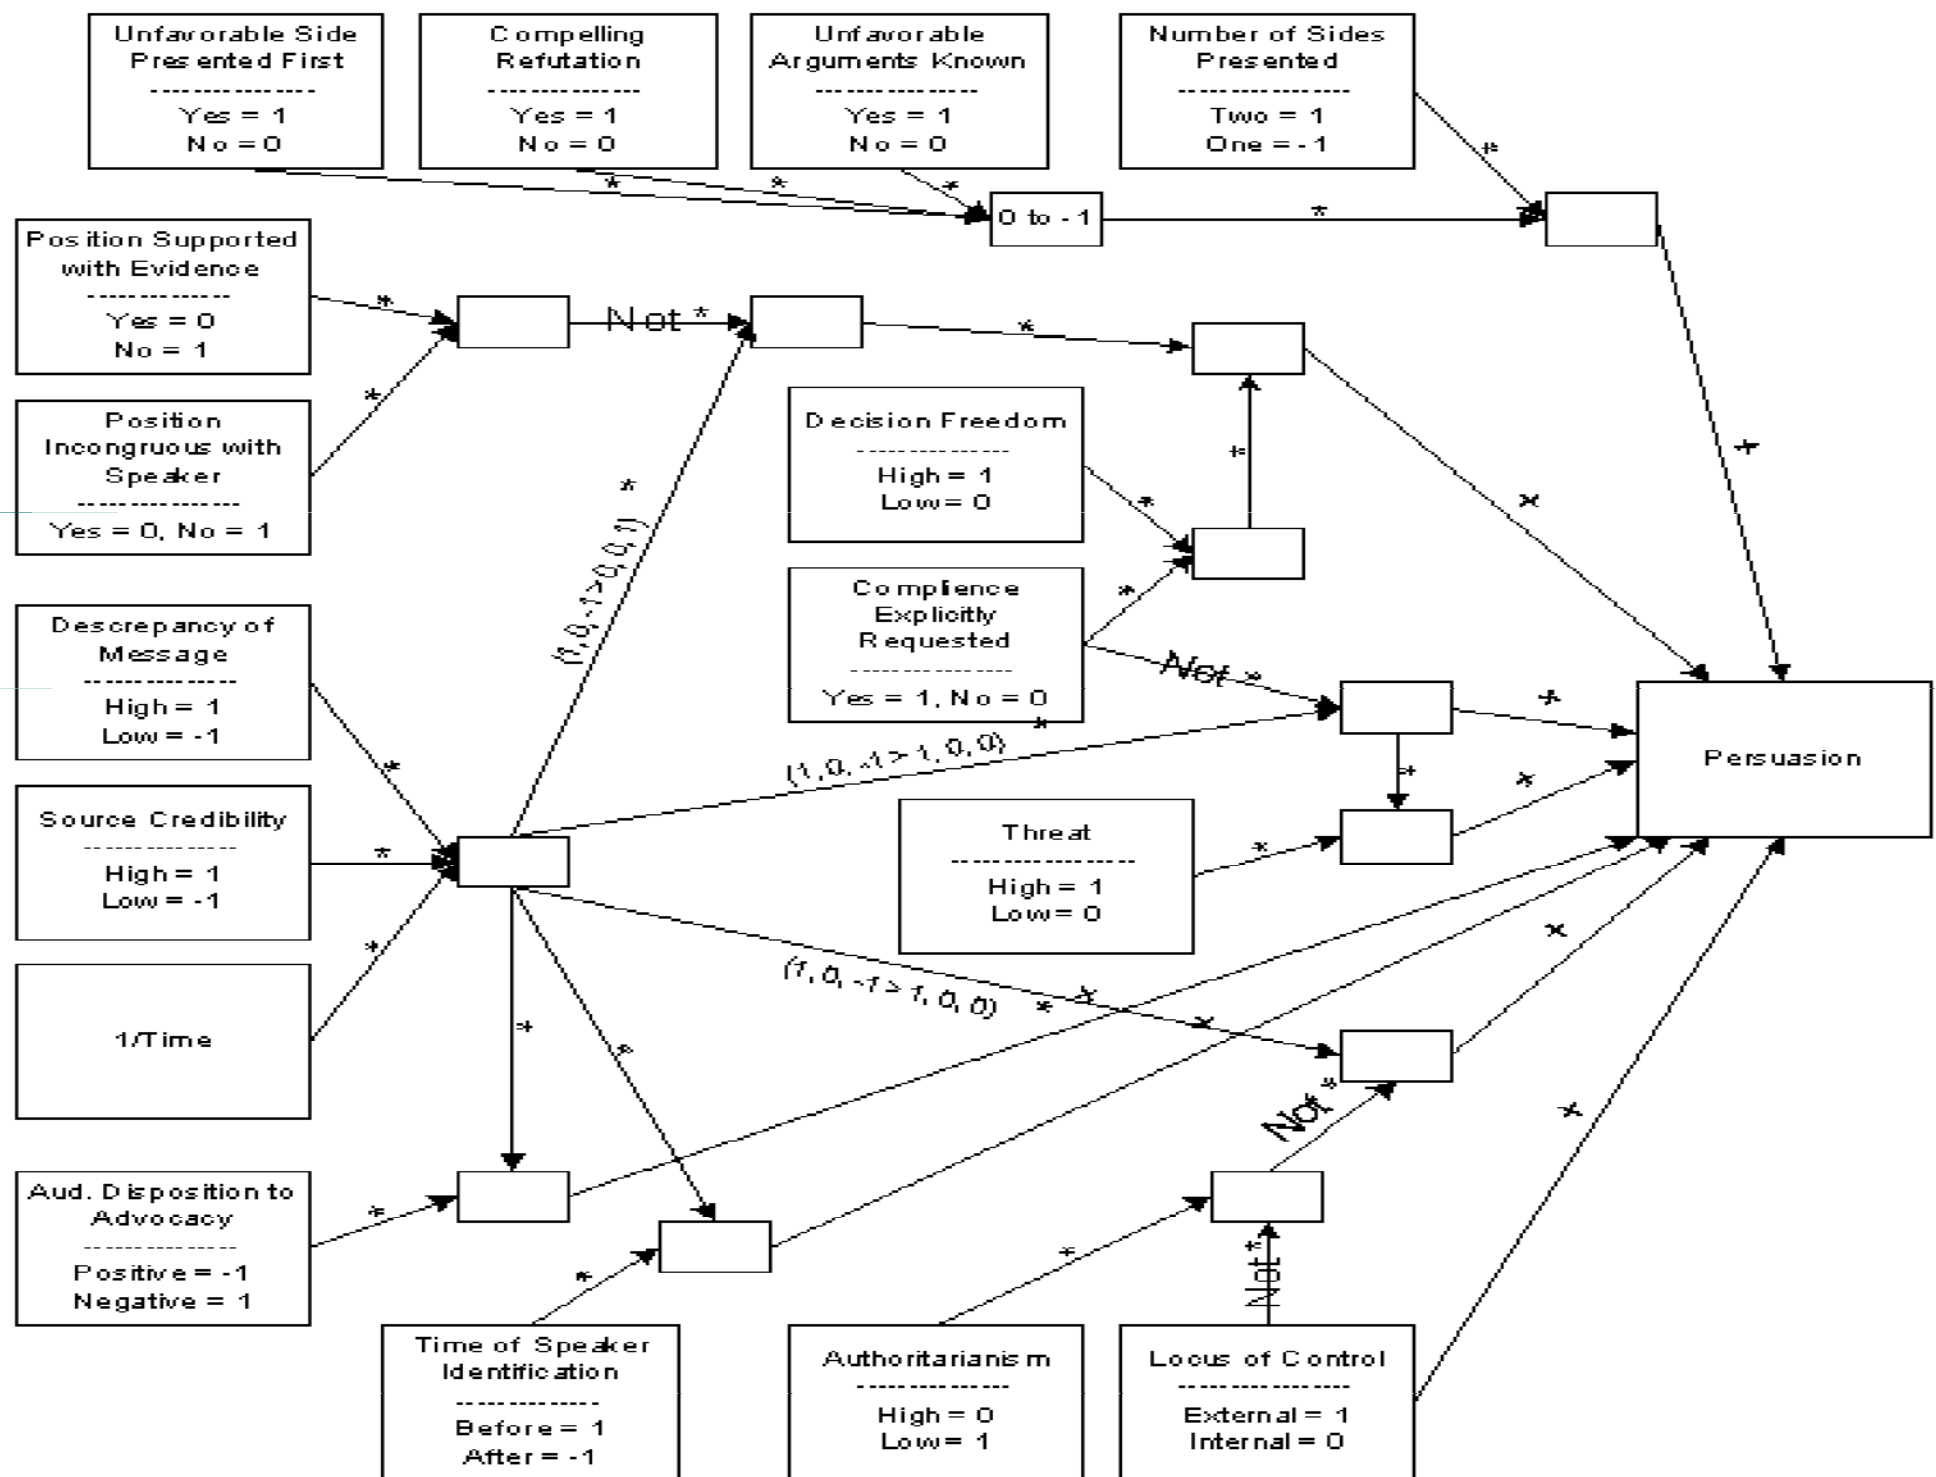 Unfavorable Side
Presented First
----------------
Yes = 1
No = 0
Compelling
Refutation
---------------
Yes = 1
No = 0
Unfavorable
Arguments Known
----------------
Yes = 1
No = 0
Number of Sides
Presented
-----------------
Two = 1
One = -1
*
*
*
*
0 to - 1
*
Position Supported
with Evidence
--------------
Yes = 0
No = 1
*
Not *
*
Position
Incongruous with
Speaker
----------------
Yes = 0, No = 1
*
Decision Freedom
---------------
High = 1
Low = 0
*
*
+
+
(1, 0, -1 > 0, 0, 1) *
Complience
Explicitly
Requested
----------------
Yes = 1, No = 0
*
Not *
Descrepancy of
Message
---------------
High = 1
Low = -1
*
(1, 0, -1 > 1, 0, 0) *
+
*
+
Persuasion
Source Credibility
---------------
High = 1
Low = -1
*
Threat
------------------
High = 1
Low = 0
*
1/Time
*
(1, 0, -1 > 1, 0, 0) *
+
+
+
*
*
Not *
+
Aud. Disposition to
Advocacy
---------------
Positive = -1
Negative = 1
*
Time of Speaker
Identification
--------------
Before = 1
After = -1
*
Authoritarianism
---------------
High = 0
Low = 1
*
Locus of Control
-----------------
External = 1
Internal = 0
Not *